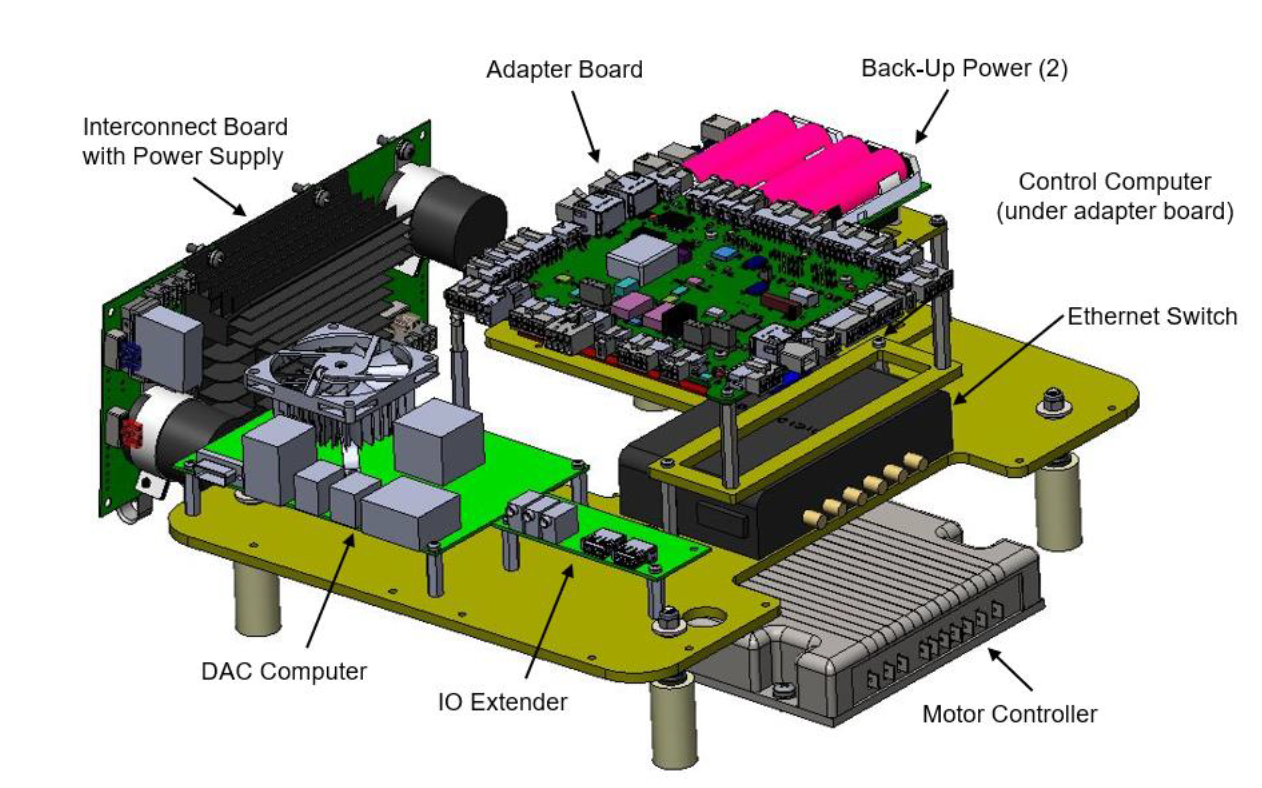 Adapter Board
Back-Up Power (2)
Interconnect Board
with Power Supply
Control Computer
(under adapter board)
Ethernet Switch
DAC Computer
IO Extender
Motor Controller